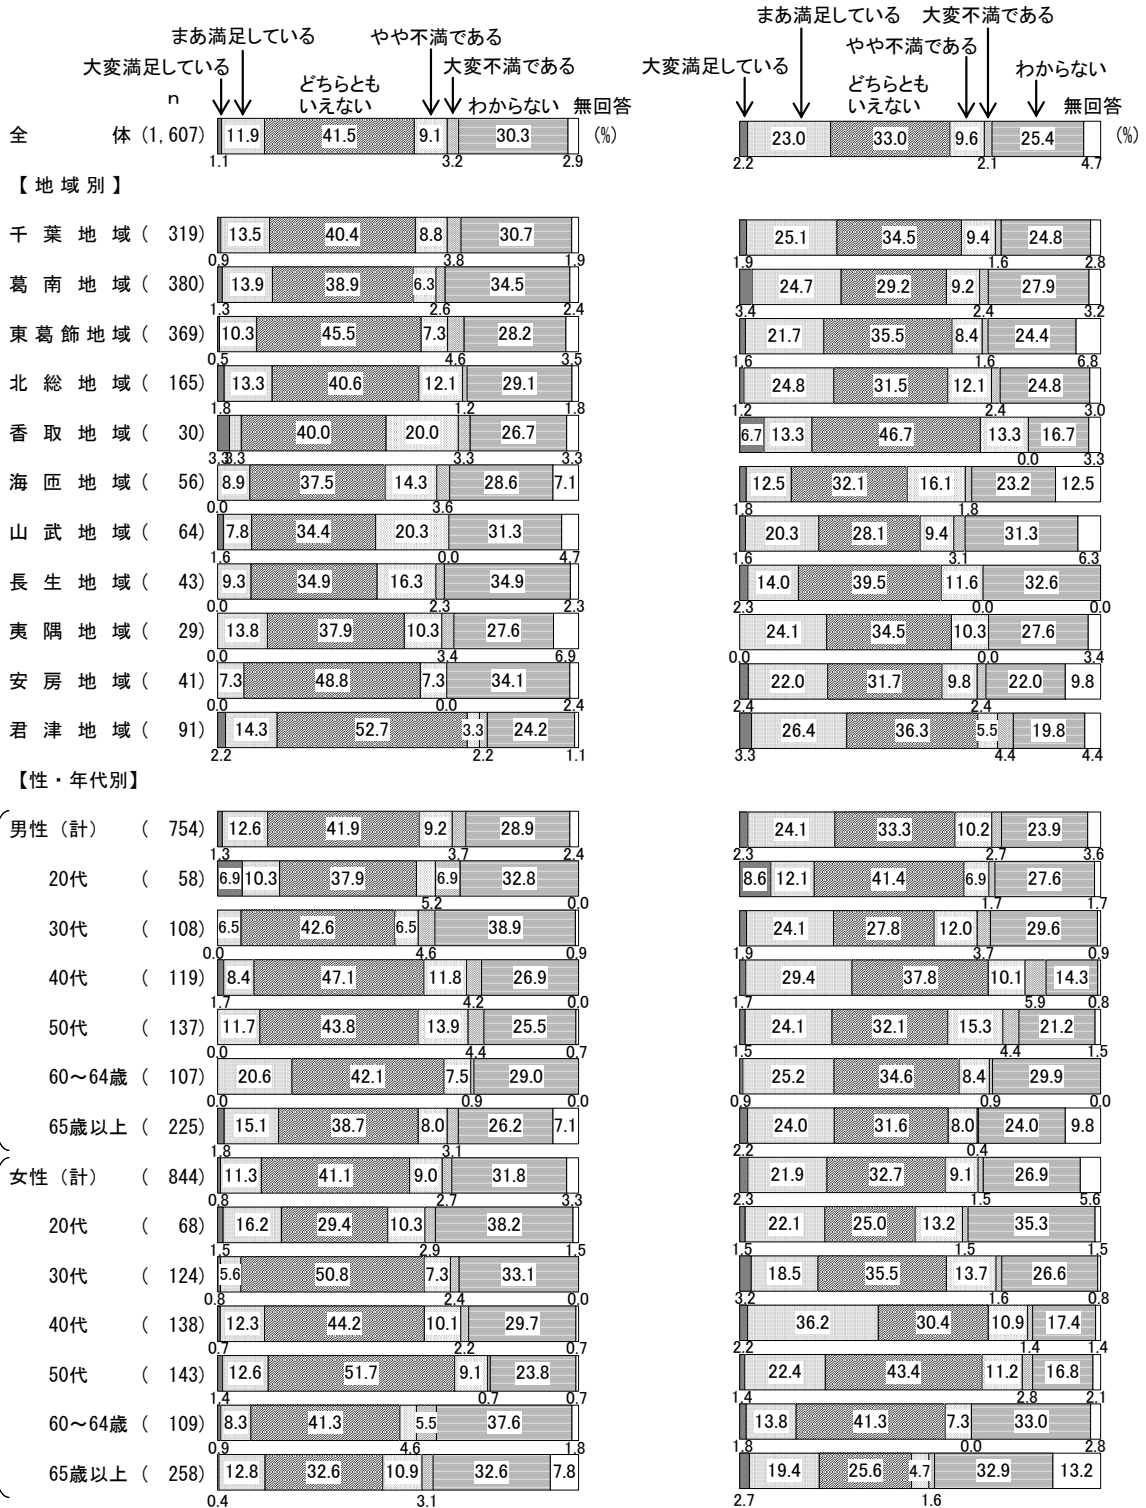 まあ満足している やや不満である まあ満足している 大変不満である
大変満足している 大変不満である 大変満足している やや不満である わからない
n どちらともいえない わからない 無回答 どちらともいえない 無回答
全体 (1,607) 1.1 11.9 41.5 9.1 3.2 30.3 2.9 (%) 2.2 23.0 33.0 9.6 2.1 25.4 4.7 (%)
【地域別】
千葉地域 ( 319) 0.9 13.5 40.4 8.8 3.8 30.7 1.9 1.9 25.1 34.5 9.4 1.6 24.8 2.8
葛南地域 ( 380) 1.3 13.9 38.9 6.3 2.6 34.5 2.4 3.4 24.7 29.2 9.2 2.4 27.9 3.2
東葛飾地域 ( 369) 0.5 10.3 45.5 7.3 4.6 28.2 3.5 1.6 21.7 35.5 8.4 1.6 24.4 6.8
北総地域 ( 165) 1.8 13.3 40.6 12.1 1.2 29.1 1.8 1.2 24.8 31.5 12.1 2.4 24.8 3.0
香取地域 ( 30) 3.3 3.3 40.0 20.0 3.3 26.7 3.3 6.7 13.3 46.7 13.3 0.0 16.7 3.3
海匝地域 ( 56) 0.0 8.9 37.5 14.3 3.6 28.6 7.1 1.8 12.5 32.1 16.1 1.8 23.2 12.5
山武地域 ( 64) 1.6 7.8 34.4 20.3 0.0 31.3 4.7 1.6 20.3 28.1 9.4 3.1 31.3 6.3
長生地域 ( 43) 0.0 9.3 34.9 16.3 2.3 34.9 2.3 2.3 14.0 39.5 11.6 0.0 32.6 0.0
夷隅地域 ( 29) 0.0 13.8 37.9 10.3 3.4 27.6 6.9 0.0 24.1 34.5 10.3 0.0 27.6 3.4
安房地域 ( 41) 0.0 7.3 48.8 7.3 0.0 34.1 2.4 2.4 22.0 31.7 9.8 2.4 22.0 9.8
君津地域 ( 91) 2.2 14.3 52.7 3.3 2.2 24.2 1.1 3.3 26.4 36.3 5.5 4.4 19.8 4.4
【性・年代別】
男性（計） ( 754) 1.3 12.6 41.9 9.2 3.7 28.9 2.4 2.3 24.1 33.3 10.2 2.7 23.9 3.6
20代 ( 58) 6.9 10.3 37.9 5.2 6.9 32.8 0.0 8.6 12.1 41.4 6.9 1.7 27.6 1.7
30代 ( 108) 0.0 6.5 42.6 6.5 4.6 38.9 0.9 1.9 24.1 27.8 12.0 3.7 29.6 0.9
40代 ( 119) 1.7 8.4 47.1 11.8 4.2 26.9 0.0 1.7 29.4 37.8 10.1 5.9 14.3 0.8
50代 ( 137) 0.0 11.7 43.8 13.9 4.4 25.5 0.7 1.5 24.1 32.1 15.3 4.4 21.2 1.5
60～64歳 ( 107) 0.0 20.6 42.1 7.5 0.9 29.0 0.0 0.9 25.2 34.6 8.4 0.9 29.9 0.0
65歳以上 ( 225) 1.8 15.1 38.7 8.0 3.1 26.2 7.1 2.2 24.0 31.6 8.0 0.4 24.0 9.8
女性（計） ( 844) 0.8 11.3 41.1 9.0 2.7 31.8 3.3 2.3 21.9 32.7 9.1 1.5 26.9 5.6
20代 ( 68) 1.5 16.2 29.4 10.3 2.9 38.2 1.5 1.5 22.1 25.0 13.2 1.5 35.3 1.5
30代 ( 124) 0.8 5.6 50.8 7.3 2.4 33.1 0.0 3.2 18.5 35.5 13.7 1.6 26.6 0.8
40代 ( 138) 0.7 12.3 44.2 10.1 2.2 29.7 0.7 2.2 36.2 30.4 10.9 1.4 17.4 1.4
50代 ( 143) 1.4 12.6 51.7 9.1 0.7 23.8 0.7 1.4 22.4 43.4 11.2 2.8 16.8 2.1
60～64歳 ( 109) 0.9 8.3 41.3 4.6 5.5 37.6 1.8 1.8 13.8 41.3 7.3 0.0 33.0 2.8
65歳以上 ( 258) 0.4 12.8 32.6 10.9 3.1 32.6 7.8 2.7 19.4 25.6 4.7 1.6 32.9 13.2